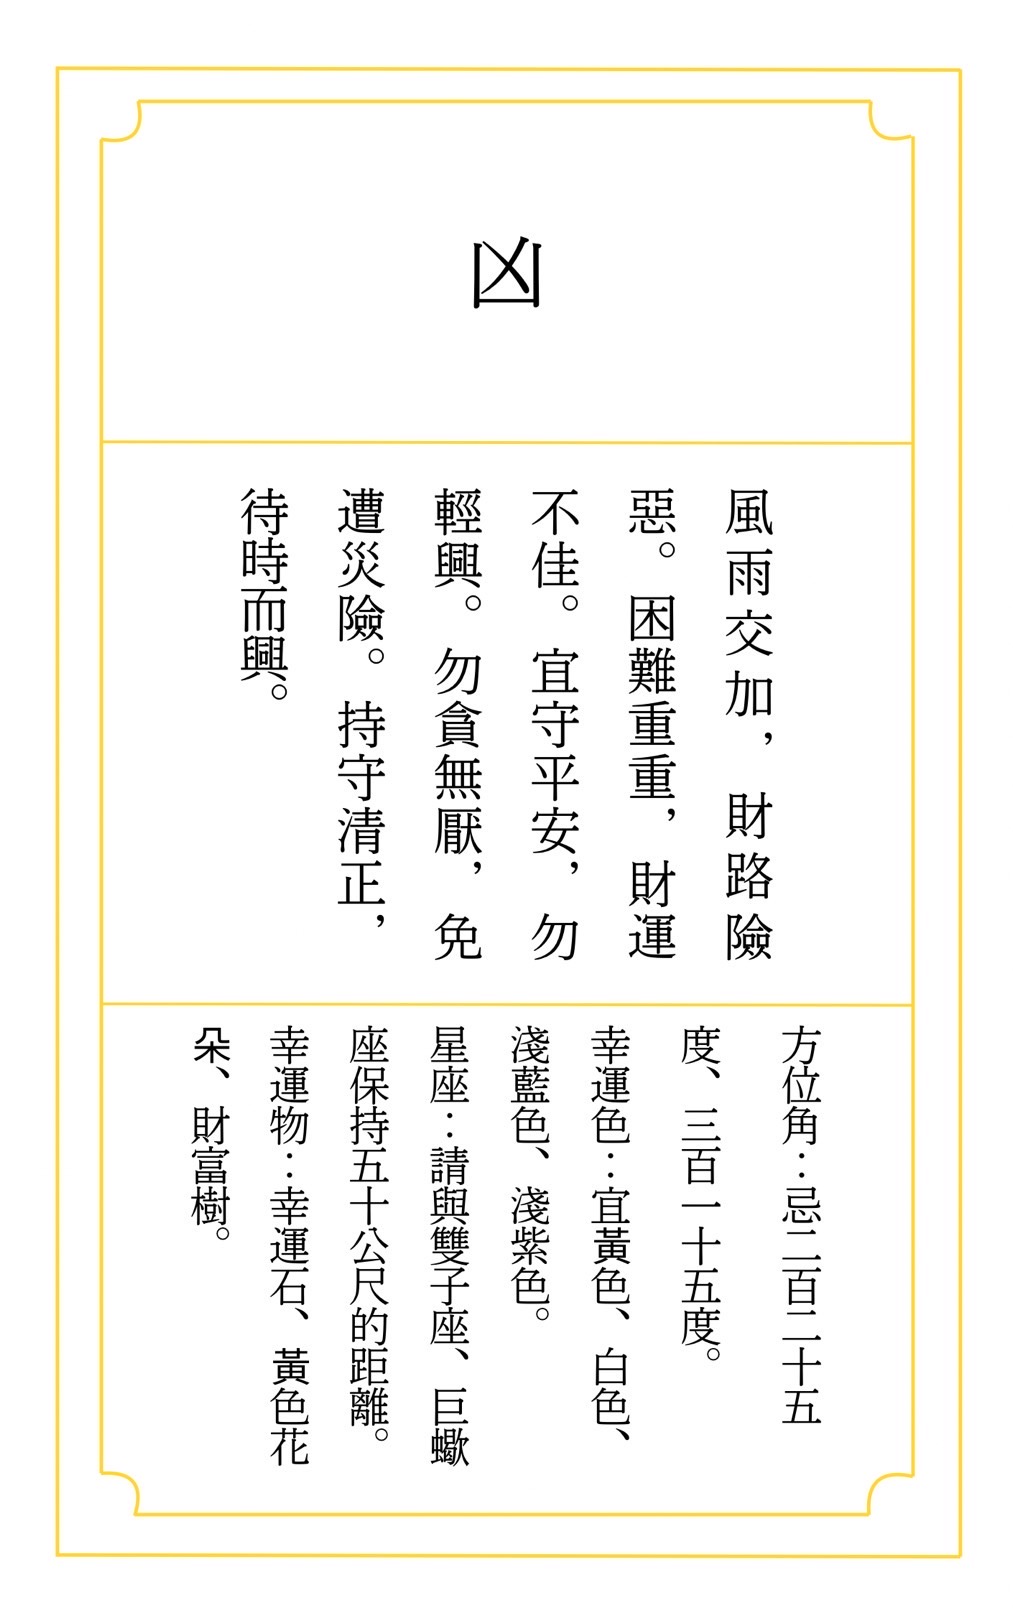 凶
風雨交加，財路險
惡。困難重重，財運
不佳。宜守平安，勿
輕興。勿貪無厭，免
遭災險。持守清正，
待時而興。
方位角：忌二百二十五
度、三百一十五度。
幸運色：宜黃色、白色、
淺藍色、淺紫色。
星座：請與雙子座、巨蠍
座保持五十公尺的距離。
幸運物：幸運石、黃色花
朵、財富樹。